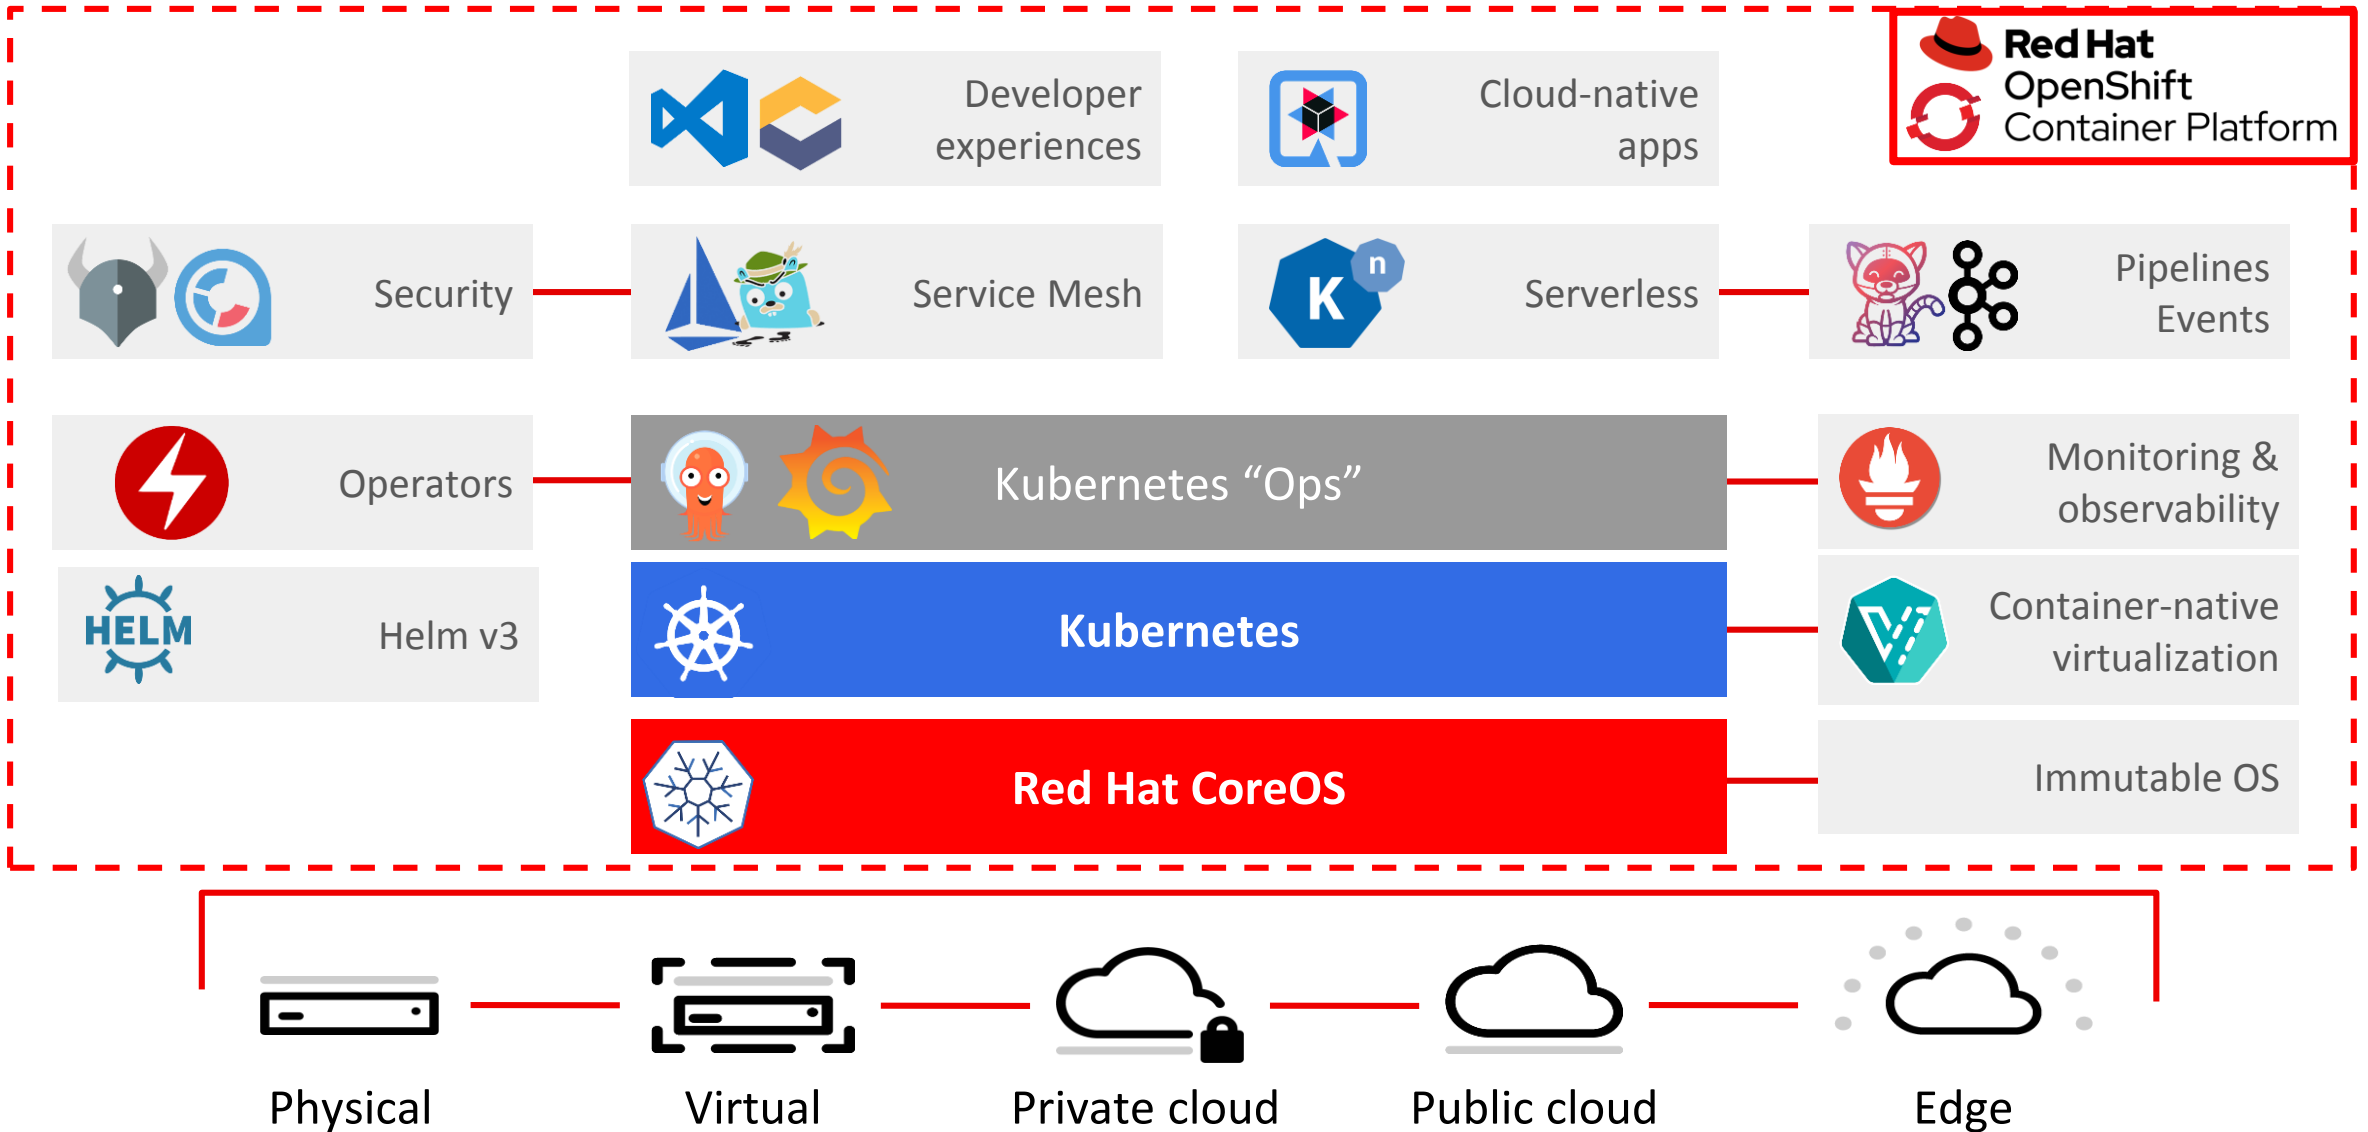 Red Hat
OpenShift
Container Platform
Developer
experiences
Cloud-native
apps
Security
Service Mesh
K
n
Serverless
Pipelines
Events
Operators
Kubernetes “Ops”
Monitoring &
observability
HELM
Helm v3
Kubernetes
Container-native
virtualization
Red Hat CoreOS
Immutable OS
Physical
Virtual
Private cloud
Public cloud
Edge